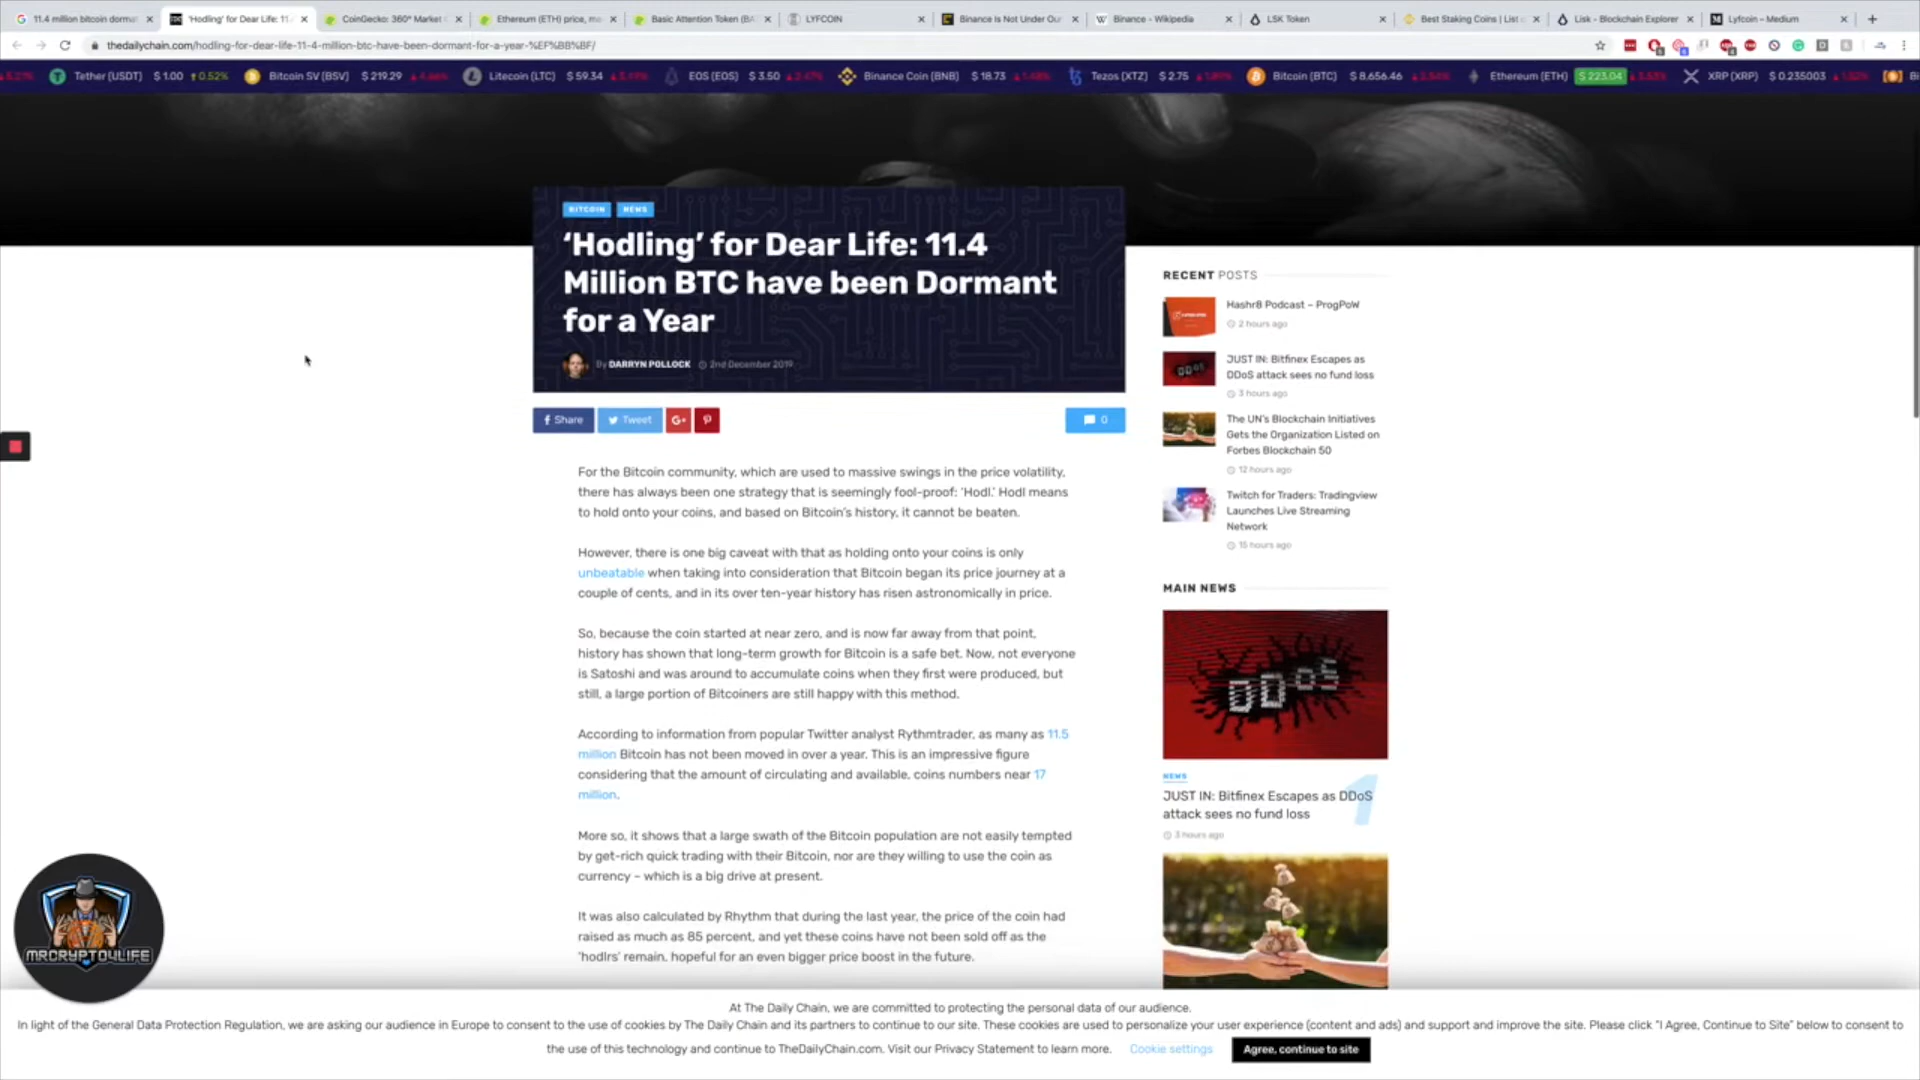 11.4 million bitcoin dorma
'Hodling' for Dear Life: 11.
CoinGecko: 360° Market
Ethereum (ETH) price, ma
Basic Attention Token (BA
LYFCOIN
Binance Is Not Under Our
Binance - Wikipedia
LSK Token
Best Staking Coins | List
Lisk - Blockchain Explorer
Lyfcoin – Medium
thedailychain.com/hodling-for-dear-life-11-4-million-btc-have-been-dormant-for-a-year-%EF%BB%BF/
Tether (USDT) $ 1.00 0.52% Bitcoin SV (BSV) $ 219.29 Litecoin (LTC) $ 59.34 EOS (EOS) $ 3.50 Binance Coin (BNB) $ 18.73 Tezos (XTZ) $ 2.75 Bitcoin (BTC) $ 8,656.46 Ethereum (ETH) $ 223.04 XRP (XRP) $ 0.235003
BITCOIN NEWS
'Hodling' for Dear Life: 11.4
Million BTC have been Dormant
for a Year
By DARRYN POLLOCK 2nd December 2019
Share Tweet G+ 0
For the Bitcoin community, which are used to massive swings in the price volatility,
there has always been one strategy that is seemingly fool-proof: 'Hodl.' Hodl means
to hold onto your coins, and based on Bitcoin's history, it cannot be beaten.
However, there is one big caveat with that as holding onto your coins is only
unbeatable when taking into consideration that Bitcoin began its price journey at a
couple of cents, and in its over ten-year history has risen astronomically in price.
So, because the coin started at near zero, and is now far away from that point,
history has shown that long-term growth for Bitcoin is a safe bet. Now, not everyone
is Satoshi and was around to accumulate coins when they first were produced, but
still, a large portion of Bitcoiners are still happy with this method.
According to information from popular Twitter analyst Rythmtrader, as many as 11.5
million Bitcoin has not been moved in over a year. This is an impressive figure
considering that the amount of circulating and available, coins numbers near 17
million.
More so, it shows that a large swath of the Bitcoin population are not easily tempted
by get-rich quick trading with their Bitcoin, nor are they willing to use the coin as
currency – which is a big drive at present.
It was also calculated by Rhythm that during the last year, the price of the coin had
raised as much as 85 percent, and yet these coins have not been sold off as the
'hodlrs' remain, hopeful for an even bigger price boost in the future.
RECENT POSTS
Hashr8 Podcast – ProgPoW
2 hours ago
JUST IN: Bitfinex Escapes as
DDoS attack sees no fund loss
3 hours ago
The UN's Blockchain Initiatives
Gets the Organization Listed on
Forbes Blockchain 50
12 hours ago
Twitch for Traders: Tradingview
Launches Live Streaming
Network
15 hours ago
MAIN NEWS
DDoS
NEWS
1
JUST IN: Bitfinex Escapes as DDoS
attack sees no fund loss
3 hours ago
MRCRYPTO4LIFE
At The Daily Chain, we are committed to protecting the personal data of our audience.
In light of the General Data Protection Regulation, we are asking our audience in Europe to consent to the use of cookies by The Daily Chain and its partners to continue to our site. These cookies are used to personalize your user experience (content and ads) and support and improve the site. Please click "I Agree, Continue to Site" below to consent to
the use of this technology and continue to TheDailyChain.com. Visit our Privacy Statement to learn more. Cookie settings Agree, continue to site